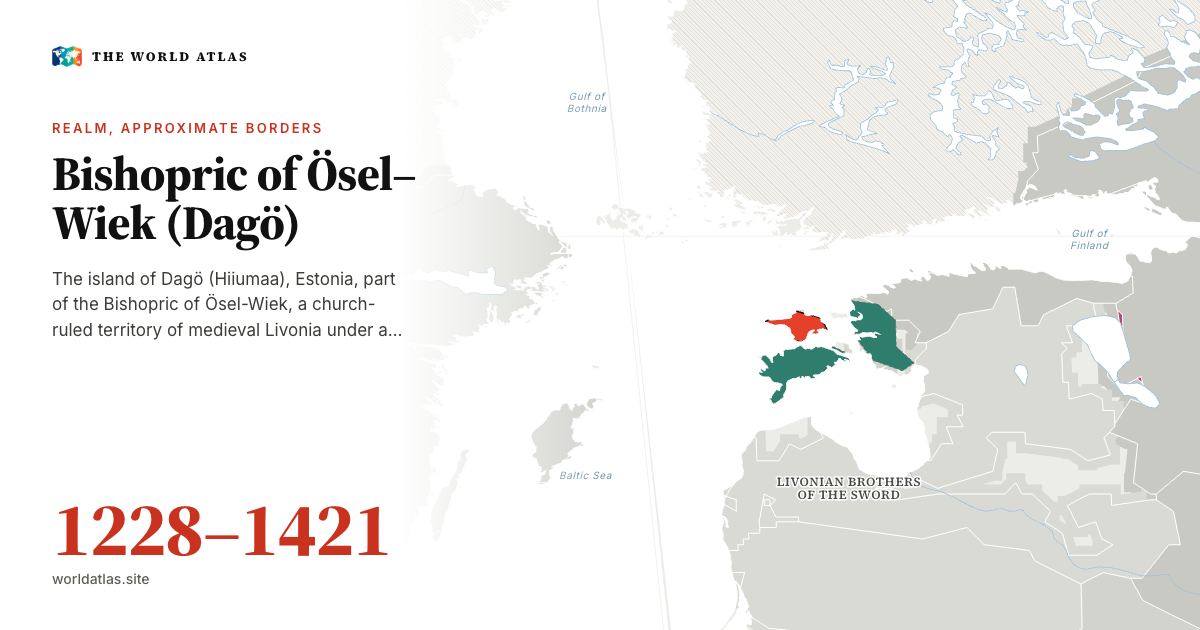 THE WORLD ATLAS
REALM, APPROXIMATE BORDERS
Bishopric of Ösel–
Wiek (Dagö)
The island of Dagö (Hiiumaa), Estonia, part
of the Bishopric of Ösel-Wiek, a church-
ruled territory of medieval Livonia under a...
1228–1421
worldatlas.site
Gulf of
Bothnia
Gulf of
Finland
Baltic Sea
LIVONIAN BROTHERS
OF THE SWORD